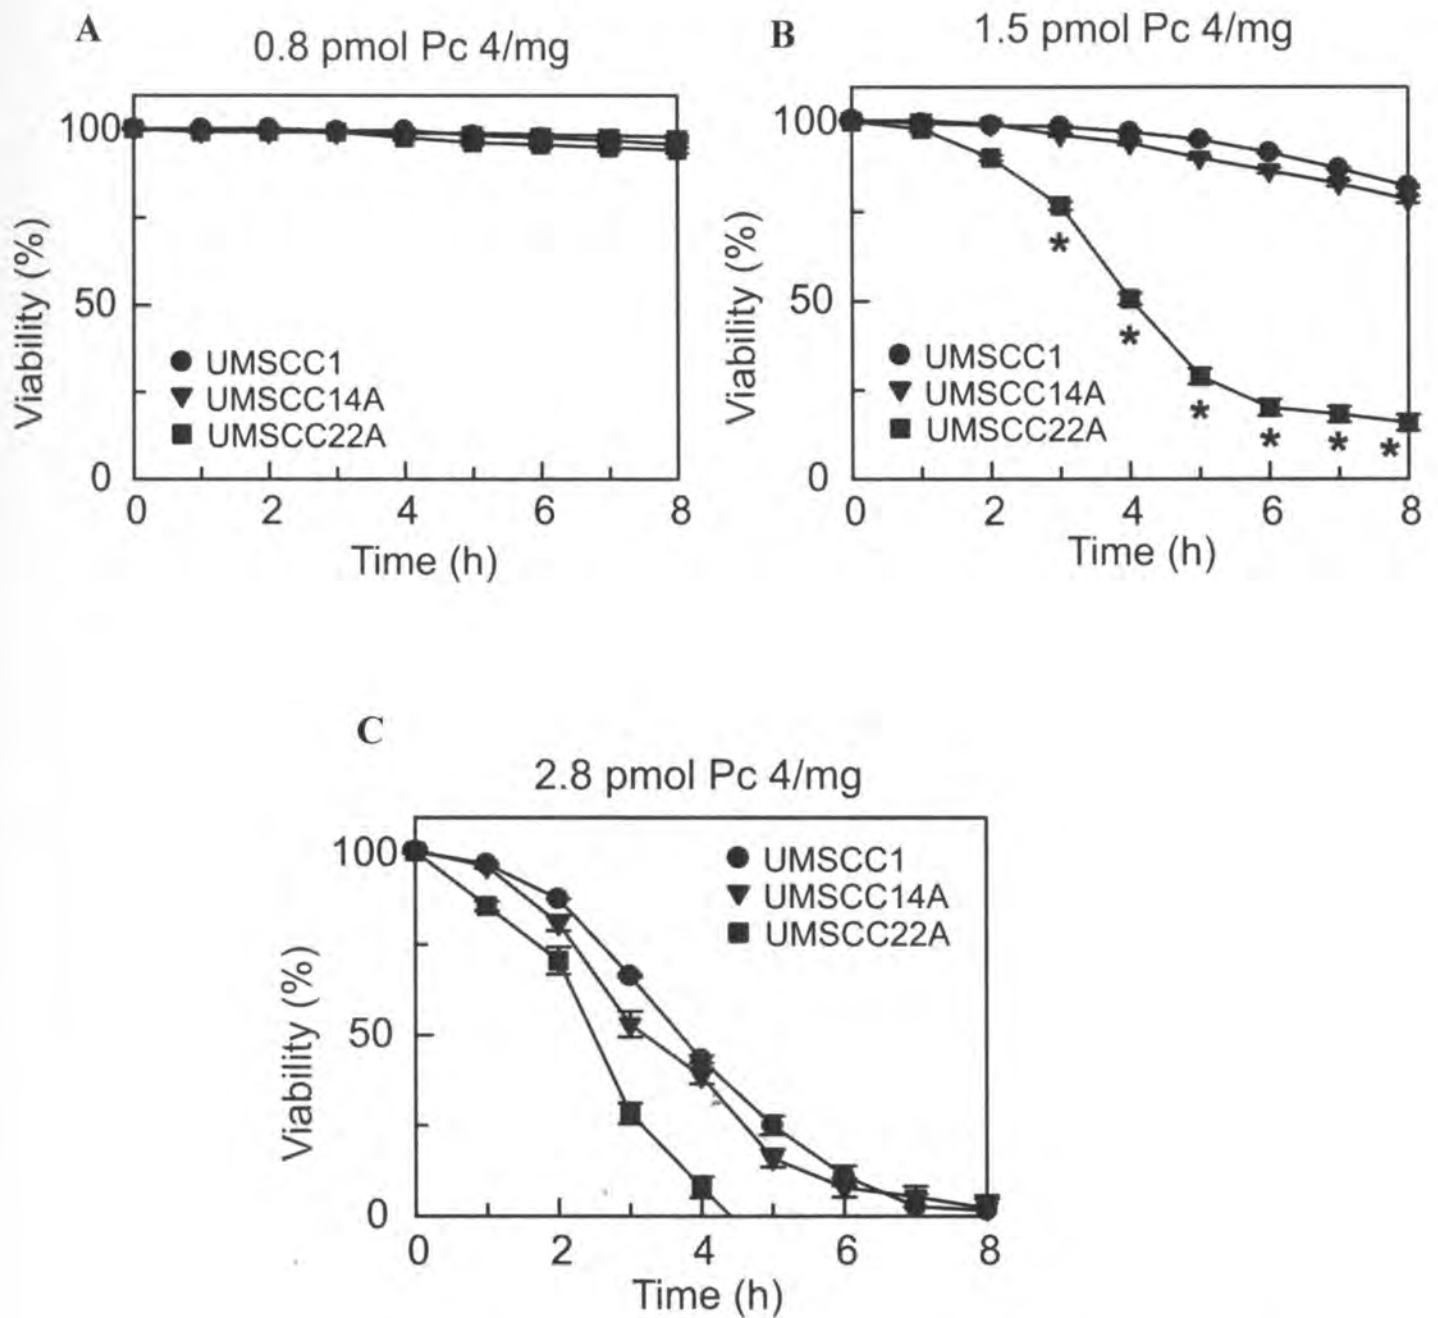 A
0.8 pmol Pc 4/mg
100
50
0
Viability (%)
● UMSCC1
▼ UMSCC14A
■ UMSCC22A
0 2 4 6 8
Time (h)
B
1.5 pmol Pc 4/mg
100
50
0
Viability (%)
● UMSCC1
▼ UMSCC14A
■ UMSCC22A
* * * * * *
0 2 4 6 8
Time (h)
C
2.8 pmol Pc 4/mg
100
50
0
Viability (%)
● UMSCC1
▼ UMSCC14A
■ UMSCC22A
0 2 4 6 8
Time (h)